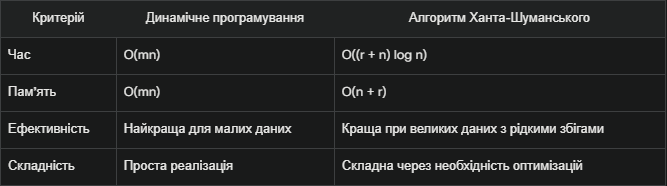 Критерій Динамічне програмування Алгоритм Ханта-Шуманського
Час O(mn) O((r + n) log n)
Пам'ять O(mn) O(n + r)
Ефективність Найкраща для малих даних Краща при великих даних з рідкими збігами
Складність Проста реалізація Складна через необхідність оптимізацій